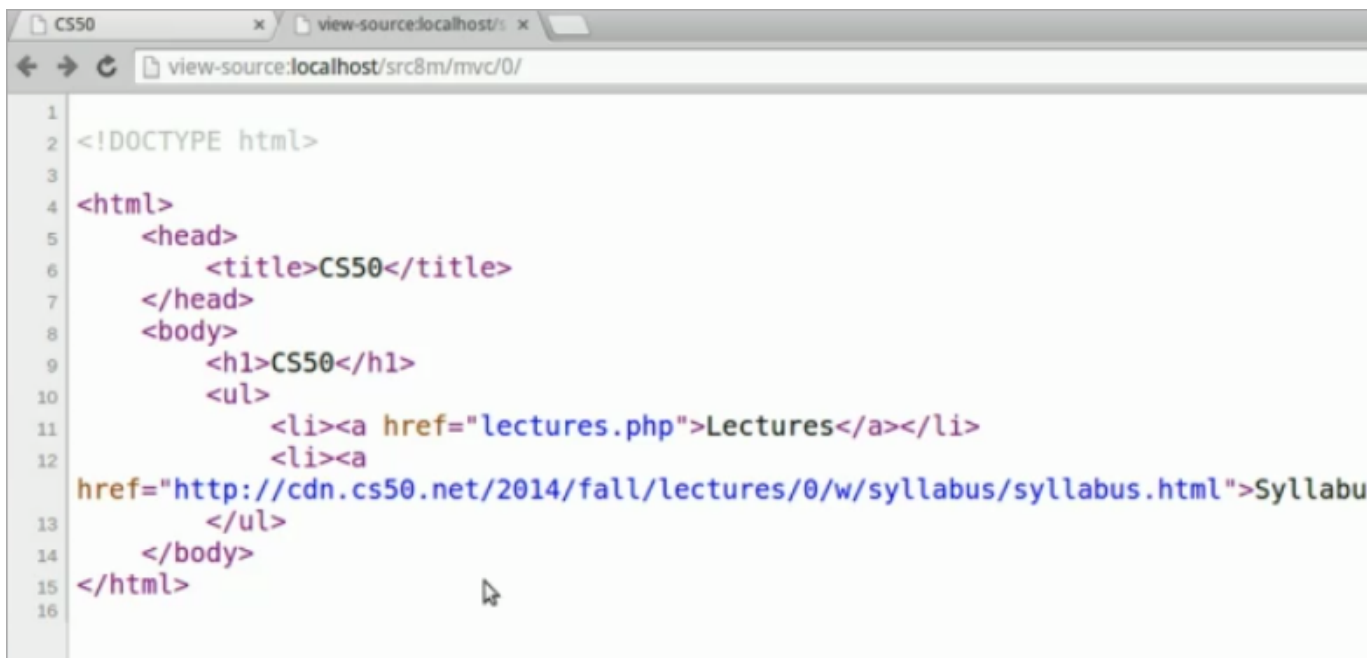 CS50 × view-source:localhost/s ×
view-source:localhost/src8m/mvc/0/
1
2 <!DOCTYPE html>
3
4 <html>
5 <head>
6 <title>CS50</title>
7 </head>
8 <body>
9 <h1>CS50</h1>
10 <ul>
11 <li><a href="lectures.php">Lectures</a></li>
12 <li><a
href="http://cdn.cs50.net/2014/fall/lectures/0/w/syllabus/syllabus.html">Syllabu
13 </ul>
14 </body>
15 </html>
16